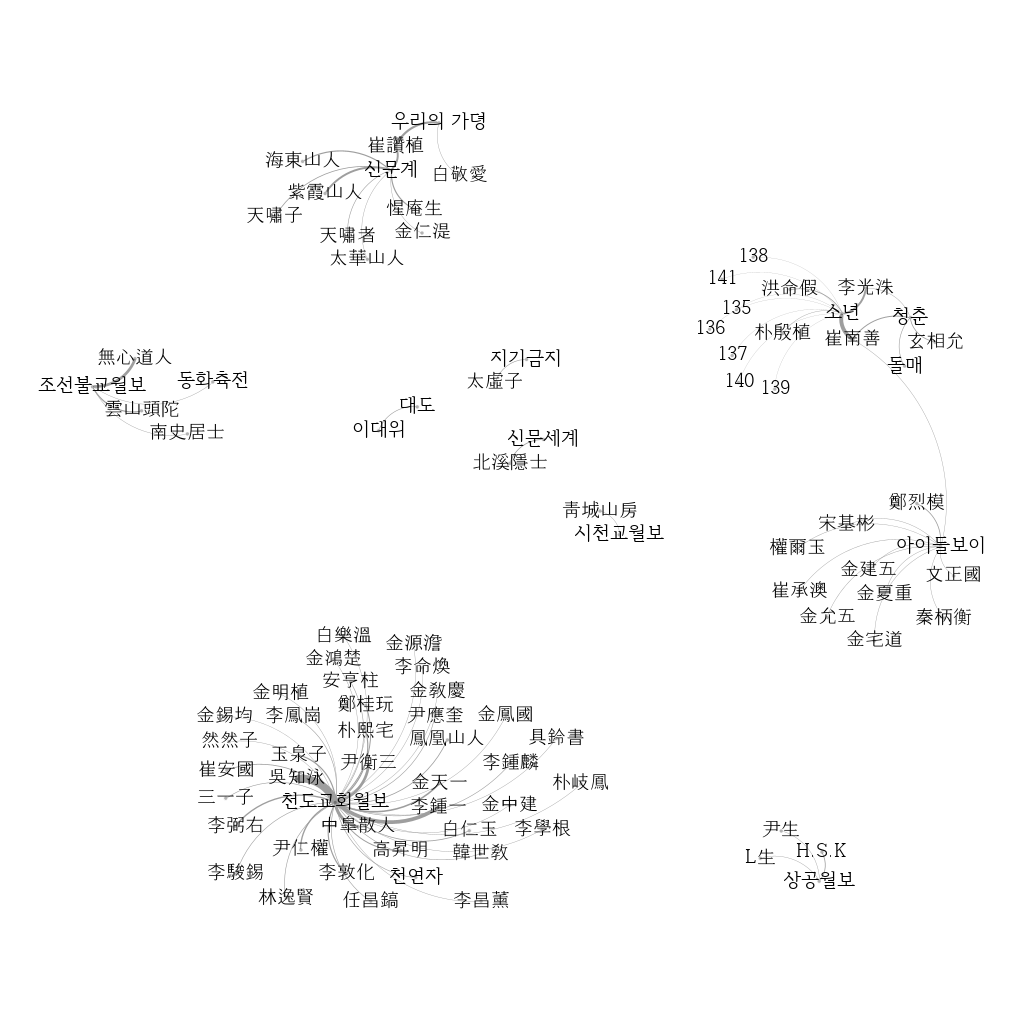 우리의 가뎡
崔讚植
海東山人
신문계
白敬愛
紫霞山人
天嘯子
惺庵生
天嘯者
金仁湜
太華山人
138
141
洪命假
李光洙
135
소년
청춘
136
朴殷植
崔南善
玄相允
137
돌매
140
139
無心道人
조선불교월보
동화축전
雲山頭陀
南史居士
지기금지
太虛子
대도
이대위
신문세계
北溪隱士
靑城山房
시천교월보
鄭烈模
宋基彬
權爾玉
아이들보이
金建五
文正國
崔承澳
金夏重
金允五
秦柄衡
金宅道
白樂溫
金源澹
金鴻楚
李命煥
安亨柱
金明植
金敎慶
鄭桂玩
金錫均
李鳳崗
尹應奎
金鳳國
朴熙宅
然然子
鳳凰山人
具鈴書
玉泉子
尹衡三
李鍾麟
崔安國
吳知泳
金天一
朴岐鳳
三一子
천도교회월보
李鍾一
金中建
李弼右
中皐散人
白仁玉
李學根
尹仁權
高昇明
韓世敎
李駿錫
李敦化
천연자
林逸賢
任昌鎬
李昌薰
尹生
L生
H.S.K
상공월보